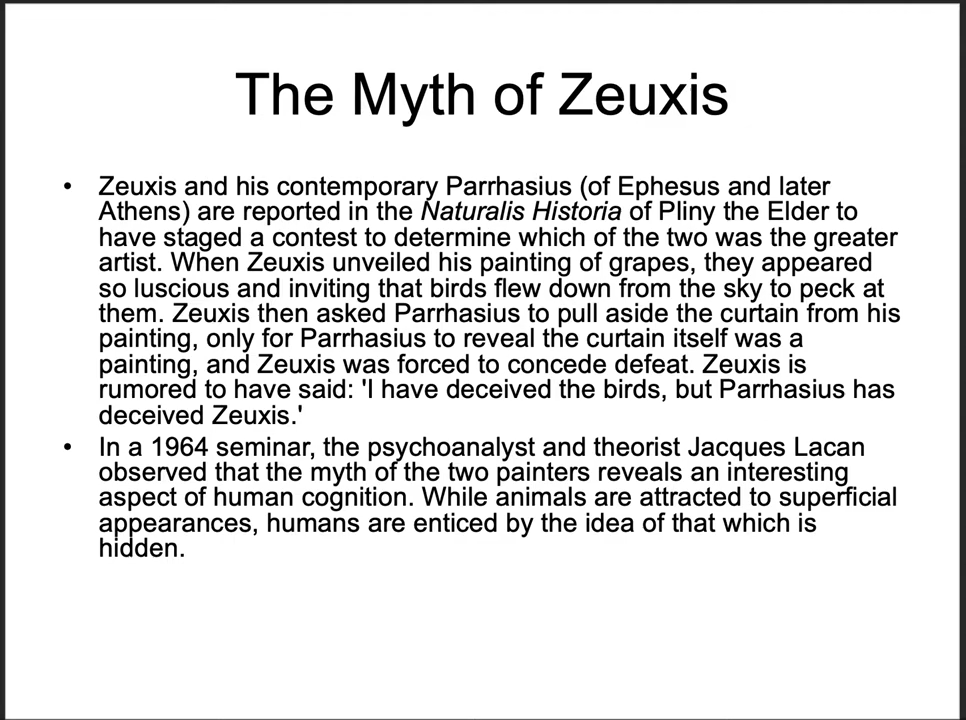 The Myth of Zeuxis
• Zeuxis and his contemporary Parrhasius (of Ephesus and later
Athens) are reported in the Naturalis Historia of Pliny the Elder to
have staged a contest to determine which of the two was the greater
artist. When Zeuxis unveiled his painting of grapes, they appeared
so luscious and inviting that birds flew down from the sky to peck at
them. Zeuxis then asked Parrhasius to pull aside the curtain from his
painting, only for Parrhasius to reveal the curtain itself was a
painting, and Zeuxis was forced to concede defeat. Zeuxis is
rumored to have said: 'I have deceived the birds, but Parrhasius has
deceived Zeuxis.'
• In a 1964 seminar, the psychoanalyst and theorist Jacques Lacan
observed that the myth of the two painters reveals an interesting
aspect of human cognition. While animals are attracted to superficial
appearances, humans are enticed by the idea of that which is
hidden.